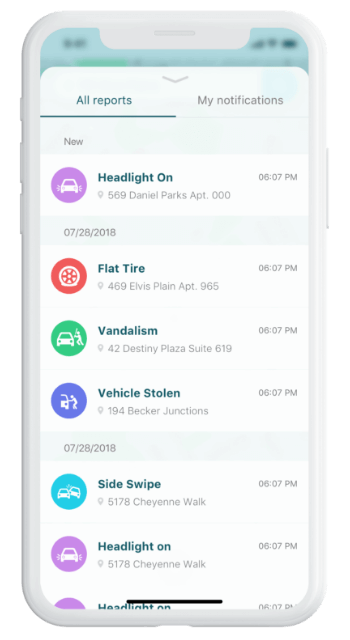 All reports My notifications
New
Headlight On 06:07 PM
569 Daniel Parks Apt. 000
07/28/2018
Flat Tire 06:07 PM
469 Elvis Plain Apt. 965
Vandalism 06:07 PM
42 Destiny Plaza Suite 619
Vehicle Stolen 06:07 PM
194 Becker Junctions
07/28/2018
Side Swipe 06:07 PM
5178 Cheyenne Walk
Headlight on 06:07 PM
5178 Cheyenne Walk
Headlight on 06:07 PM